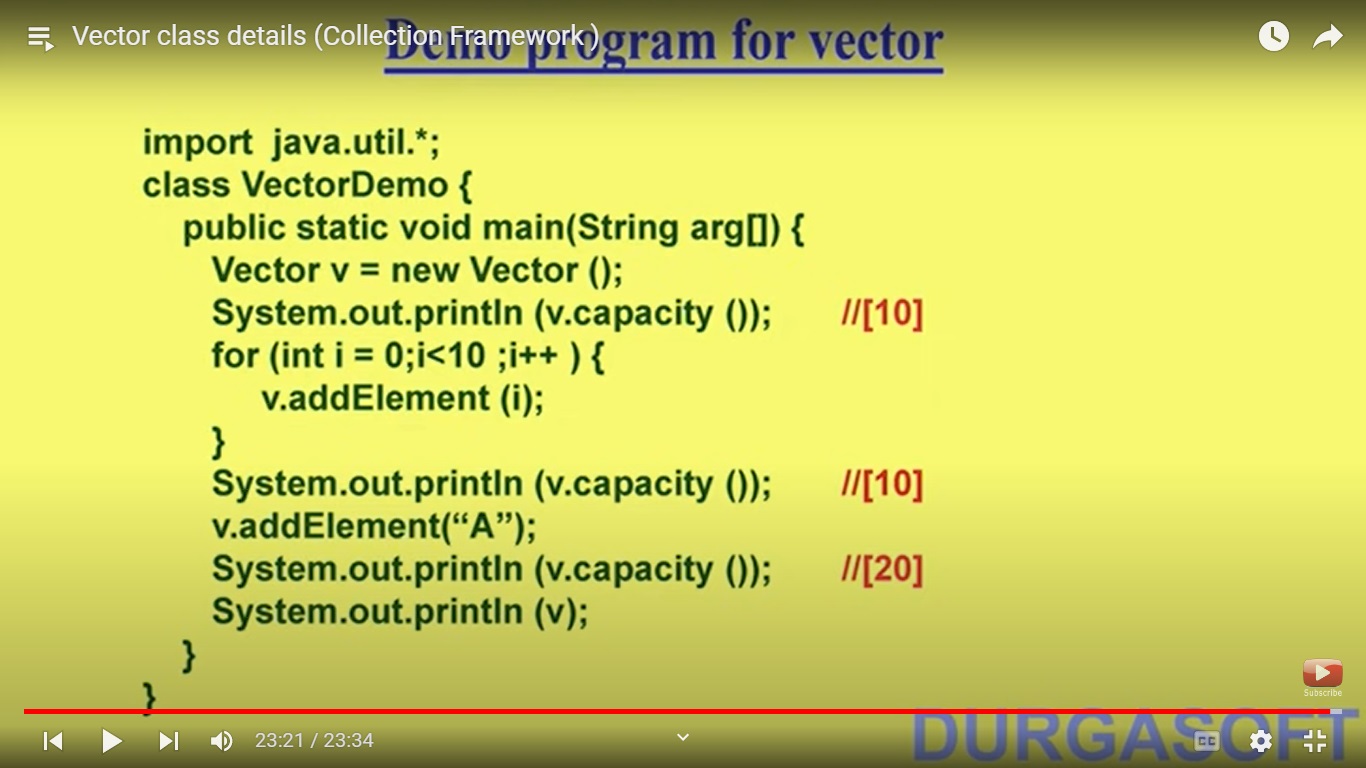 Vector class details (Collection Framework )
Demo program for vector
import java.util.*;
class VectorDemo {
public static void main(String arg[]) {
Vector v = new Vector ();
System.out.println (v.capacity ()); //[10]
for (int i = 0;i<10 ;i++ ) {
v.addElement (i);
}
System.out.println (v.capacity ()); //[10]
v.addElement(“A”);
System.out.println (v.capacity ()); //[20]
System.out.println (v);
}
}
Subscribe
23:21 / 23:34
CC
DURGASOFT